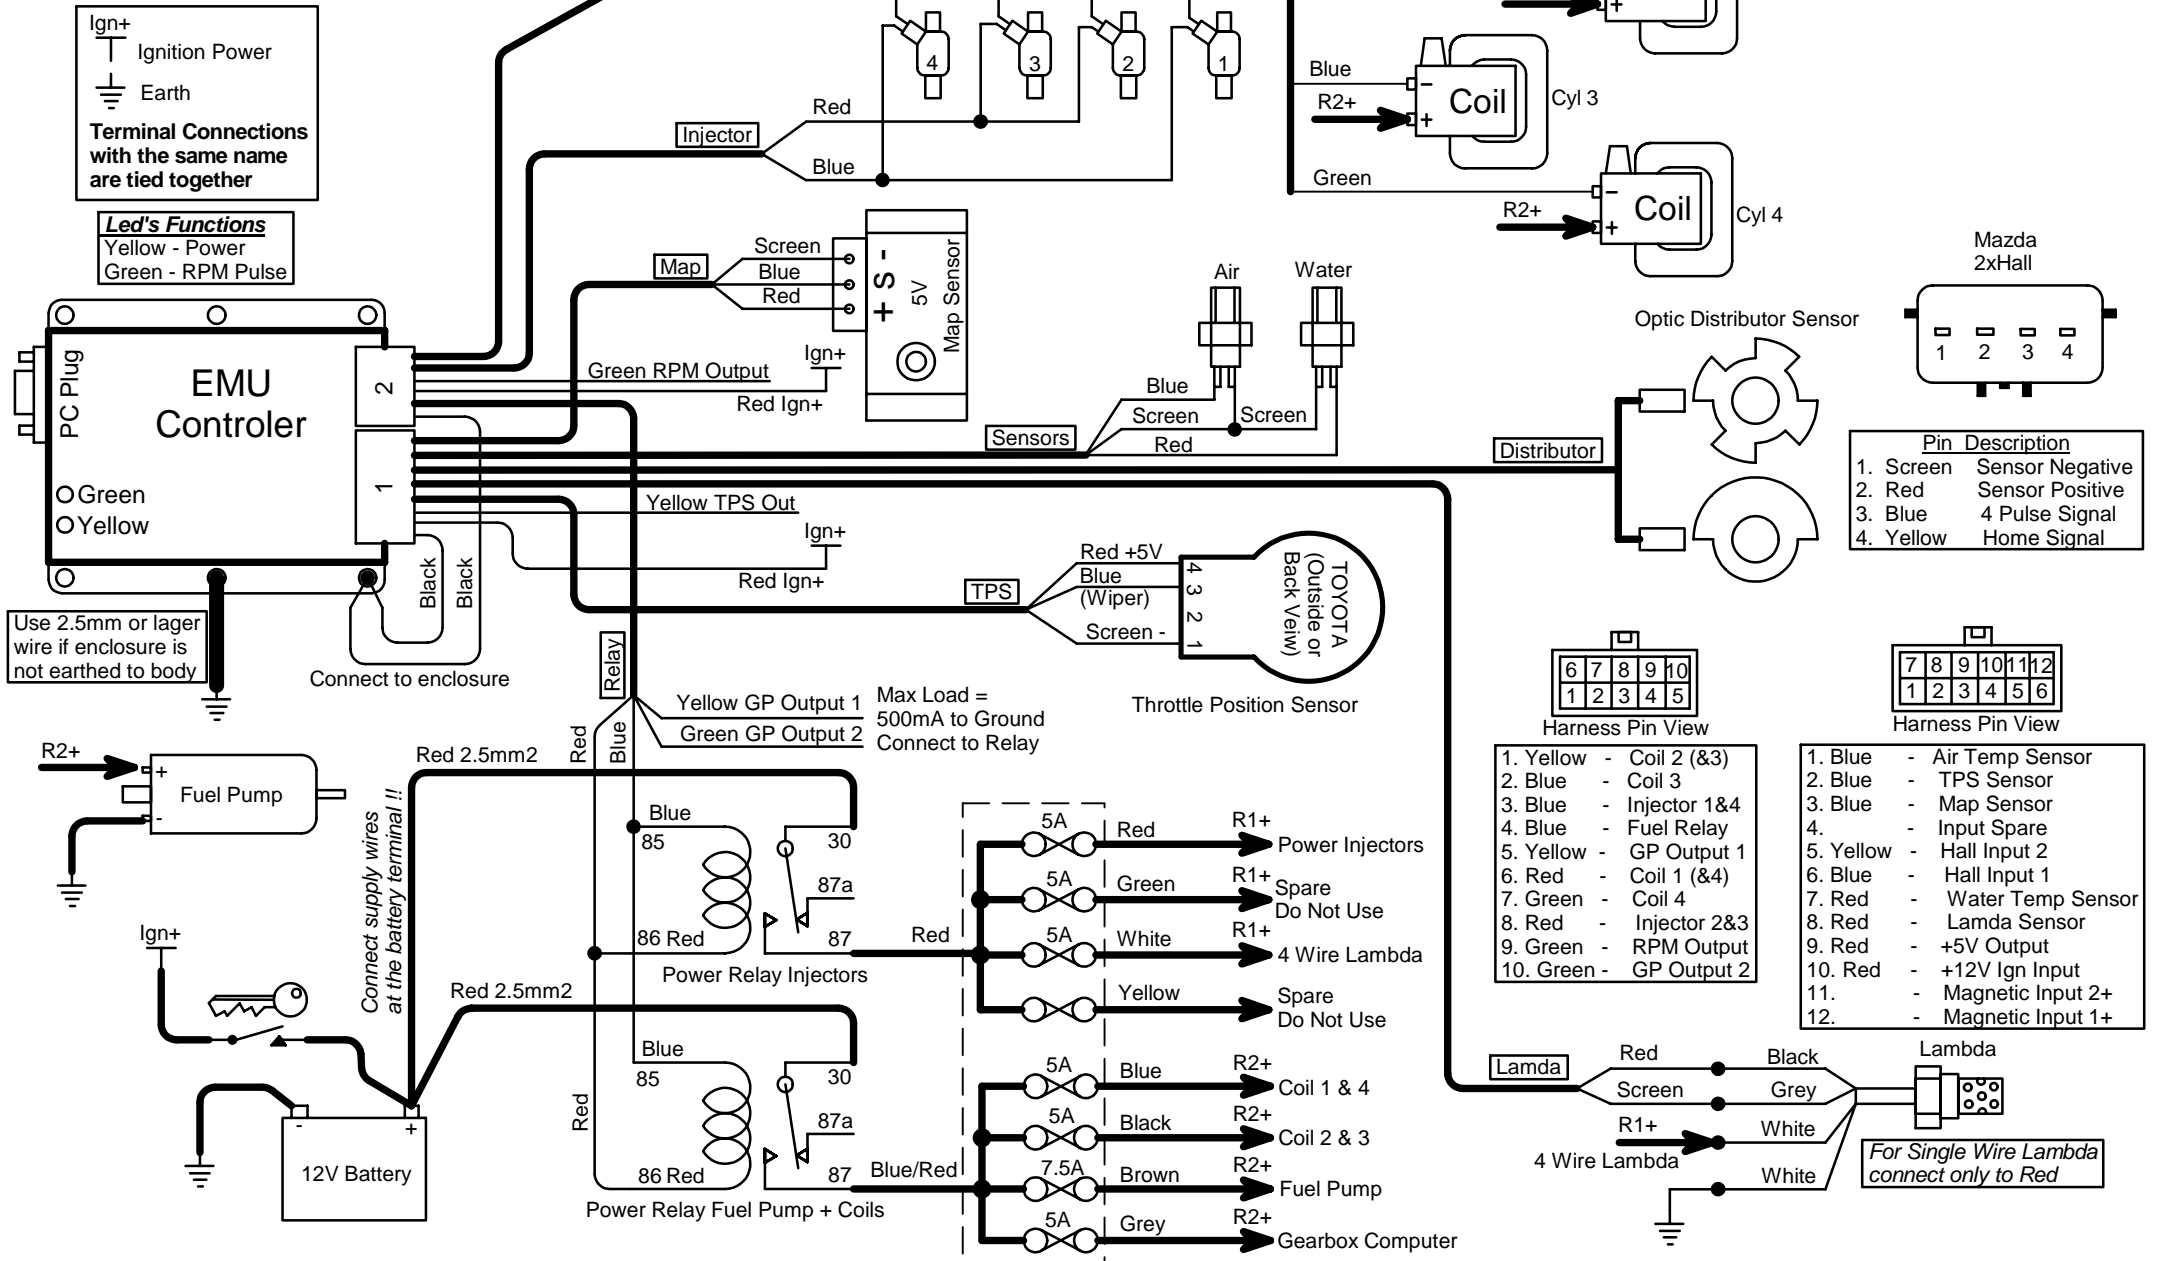 Ign+
Ignition Power
Earth
Terminal Connections
with the same name
are tied together
Led's Functions
Yellow - Power
Green - RPM Pulse
4
3
2
1
Injector
Red
Blue
+
Blue
R2+
-
+
Coil
Cyl 3
Green
R2+
-
+
Coil
Cyl 4
Map
Screen
Blue
Red
+ S -
5V
Map Sensor
Air
Water
Blue
Screen
Screen
Red
Sensors
Mazda
2xHall
1 2 3 4
Optic Distributor Sensor
Distributor
Pin Description
1. Screen Sensor Negative
2. Red Sensor Positive
3. Blue 4 Pulse Signal
4. Yellow Home Signal
PC Plug
EMU
Controler
2
1
Green
Yellow
Green RPM Output
Ign+
Red Ign+
Yellow TPS Out
Ign+
Red Ign+
Black
Black
Use 2.5mm or lager
wire if enclosure is
not earthed to body
Connect to enclosure
TPS
Red +5V
Blue
(Wiper)
Screen -
4
3
2
1
TOYOTA
(Outside or
Back Veiw)
Throttle Position Sensor
Relay
Yellow GP Output 1
Green GP Output 2
Max Load =
500mA to Ground
Connect to Relay
Red
Blue
6 7 8 9 10
1 2 3 4 5
Harness Pin View
1. Yellow - Coil 2 (&3)
2. Blue - Coil 3
3. Blue - Injector 1&4
4. Blue - Fuel Relay
5. Yellow - GP Output 1
6. Red - Coil 1 (&4)
7. Green - Coil 4
8. Red - Injector 2&3
9. Green - RPM Output
10. Green - GP Output 2
7 8 9 10 11 12
1 2 3 4 5 6
Harness Pin View
1. Blue - Air Temp Sensor
2. Blue - TPS Sensor
3. Blue - Map Sensor
4. - Input Spare
5. Yellow - Hall Input 2
6. Blue - Hall Input 1
7. Red - Water Temp Sensor
8. Red - Lamda Sensor
9. Red - +5V Output
10. Red - +12V Ign Input
11. - Magnetic Input 2+
12. - Magnetic Input 1+
R2+
+
-
Fuel Pump
Red 2.5mm2
Connect supply wires
at the battery terminal !!
Blue
85
30
87a
86 Red
87
Power Relay Injectors
Red
5A
Red
R1+
Power Injectors
5A
Green
R1+
Spare
Do Not Use
5A
White
R1+
4 Wire Lambda
Yellow
Spare
Do Not Use
Ign+
-
+
12V Battery
Red 2.5mm2
Red
Blue
85
30
87a
86 Red
87
Power Relay Fuel Pump + Coils
Blue/Red
5A
Blue
R2+
Coil 1 & 4
5A
Black
R2+
Coil 2 & 3
7.5A
Brown
R2+
Fuel Pump
5A
Grey
R2+
Gearbox Computer
Lamda
Red
Screen
Black
Grey
Lambda
R1+
4 Wire Lambda
White
White
For Single Wire Lambda
connect only to Red